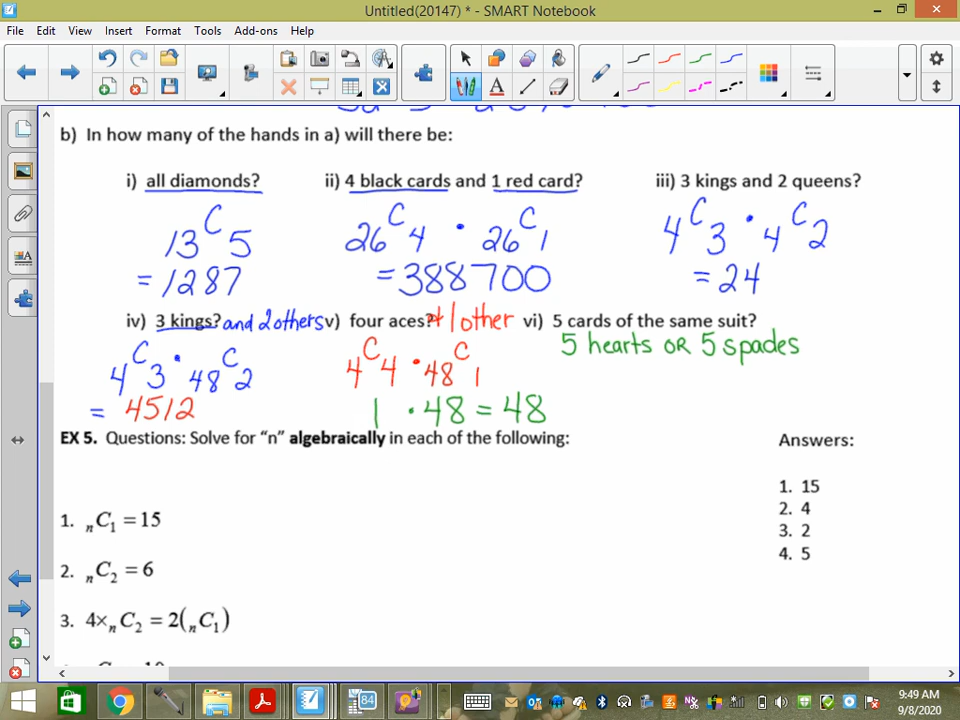 Untitled(20147) * - SMART Notebook
File Edit View Insert Format Tools Add-ons Help
b) In how many of the hands in a) will there be:
i) all diamonds? ii) 4 black cards and 1 red card? iii) 3 kings and 2 queens?
13C5 26C4 · 26C1 4C3 · 4C2
= 1287 = 388700 = 24
iv) 3 kings? and 2 others v) four aces? + 1 other vi) 5 cards of the same suit?
5 hearts OR 5 spades
4C3 · 48C2 4C4 · 48C1
= 4512 1 · 48 = 48
EX 5. Questions: Solve for “n” algebraically in each of the following: Answers:
1. 15
2. 4
3. 2
4. 5
1. nC1 = 15
2. nC2 = 6
3. 4×nC2 = 2(nC1)
84
9:49 AM
9/8/2020